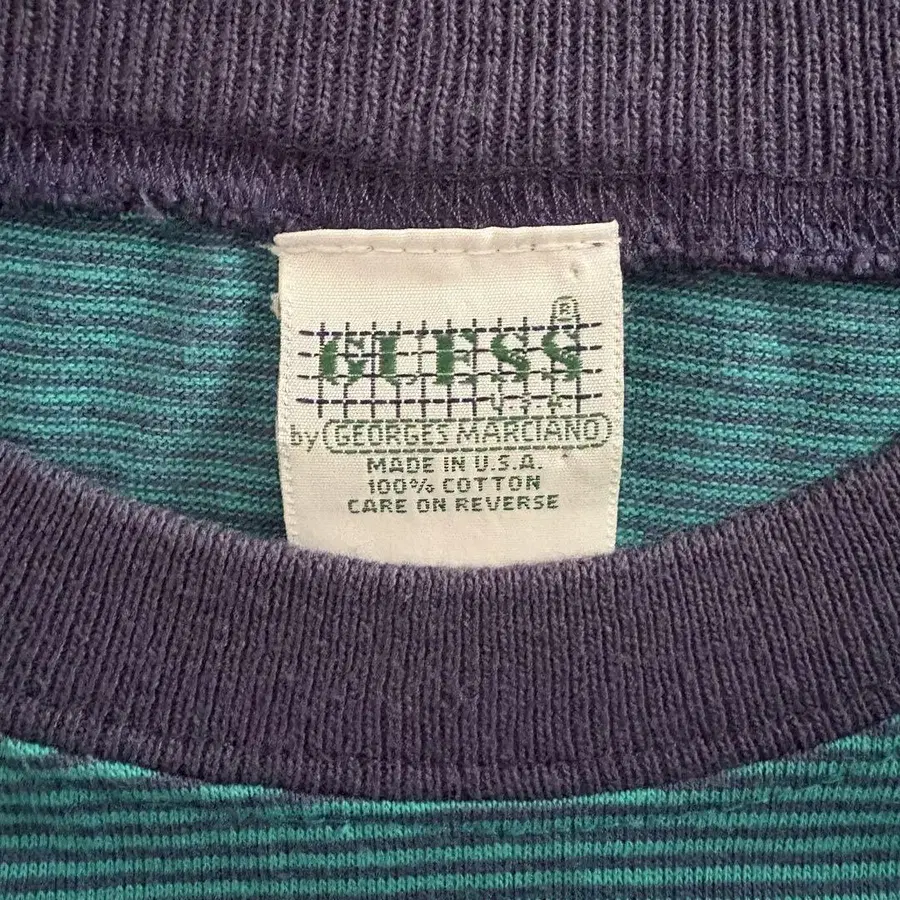 ®
GUESS
U.S.A.
by GEORGES MARCIANO
MADE IN U.S.A.
100% COTTON
CARE ON REVERSE